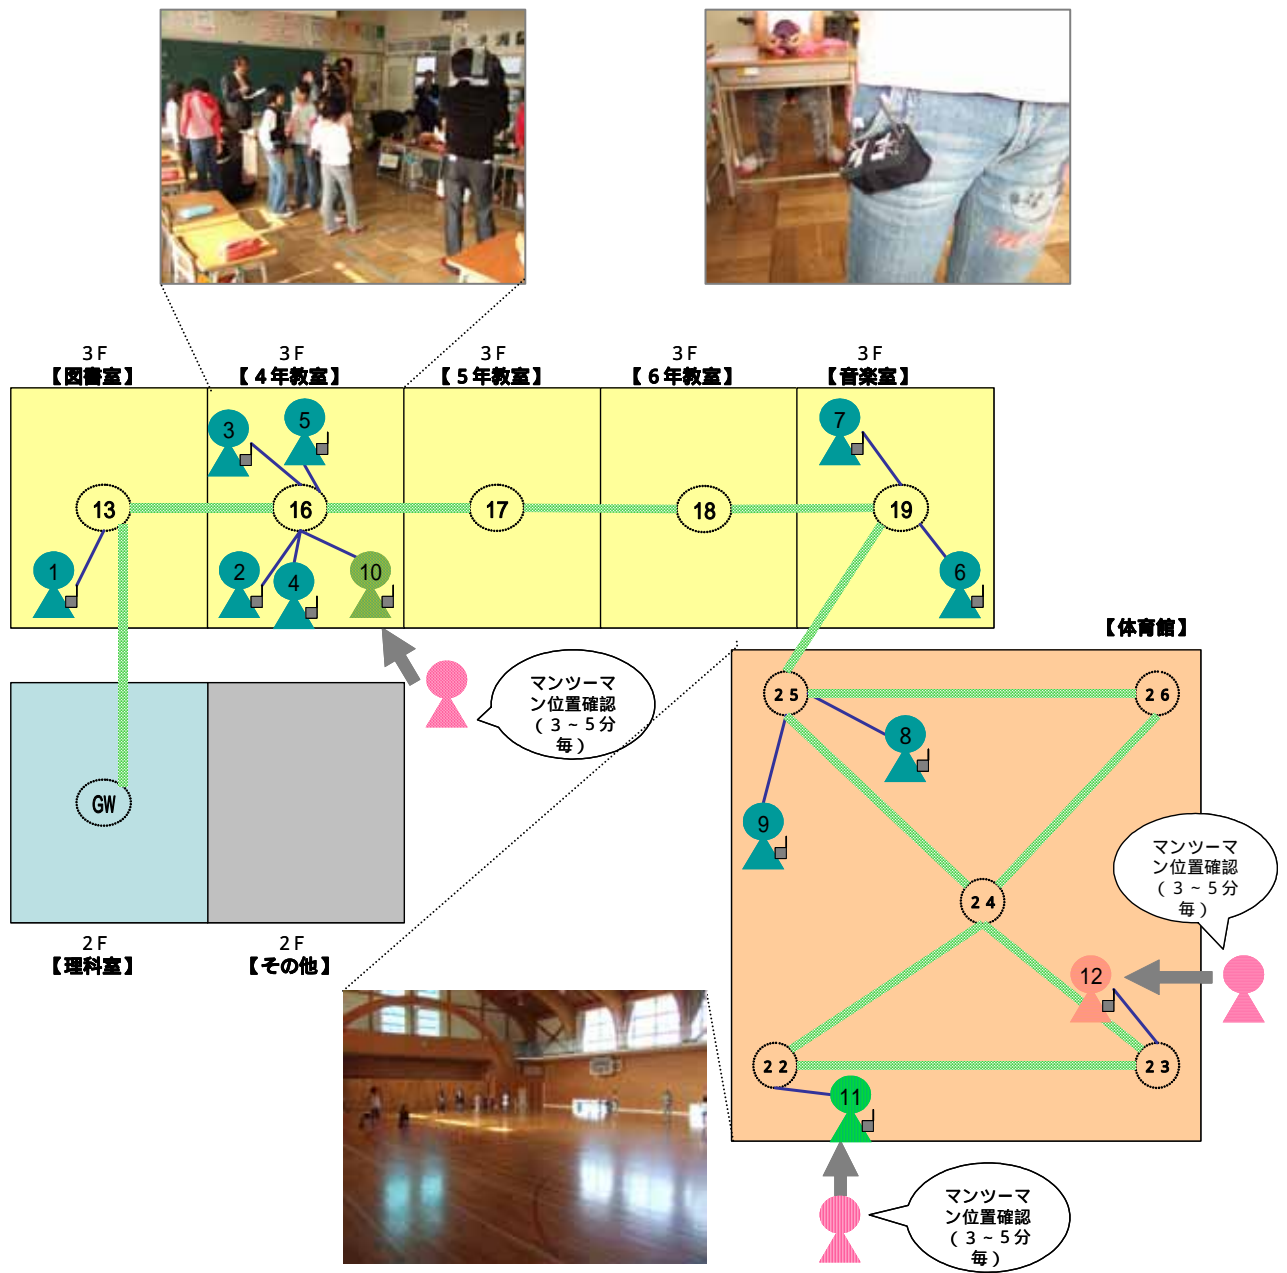 3F
3F
3F
3F
3F
【図書室】
【4年教室】
【5年教室】
【6年教室】
【音楽室】
3
5
7
13
16
17
18
19
1
2
4
10
6
【体育館】
マンツーマ
ン位置確認
(3~5分
毎)
25
26
8
GW
9
マンツーマ
ン位置確認
(3~5分
毎)
24
2F
2F
【理科室】
【その他】
12
22
23
11
マンツーマ
ン位置確認
(3~5分
毎)